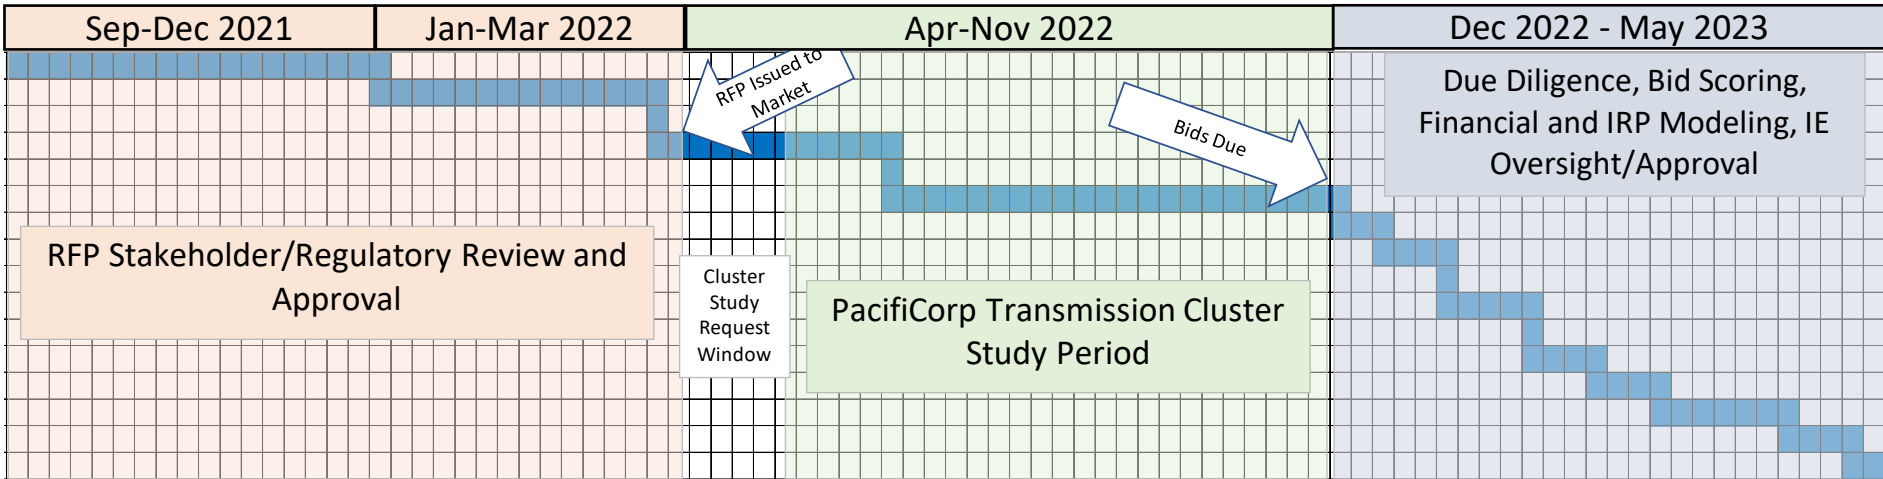 Sep-Dec 2021
Jan-Mar 2022
Apr-Nov 2022
Dec 2022 - May 2023
RFP Issued to
Market
Bids Due
Due Diligence, Bid Scoring,
Financial and IRP Modeling, IE
Oversight/Approval
RFP Stakeholder/Regulatory Review and
Approval
Cluster
Study
Request
Window
PacifiCorp Transmission Cluster
Study Period